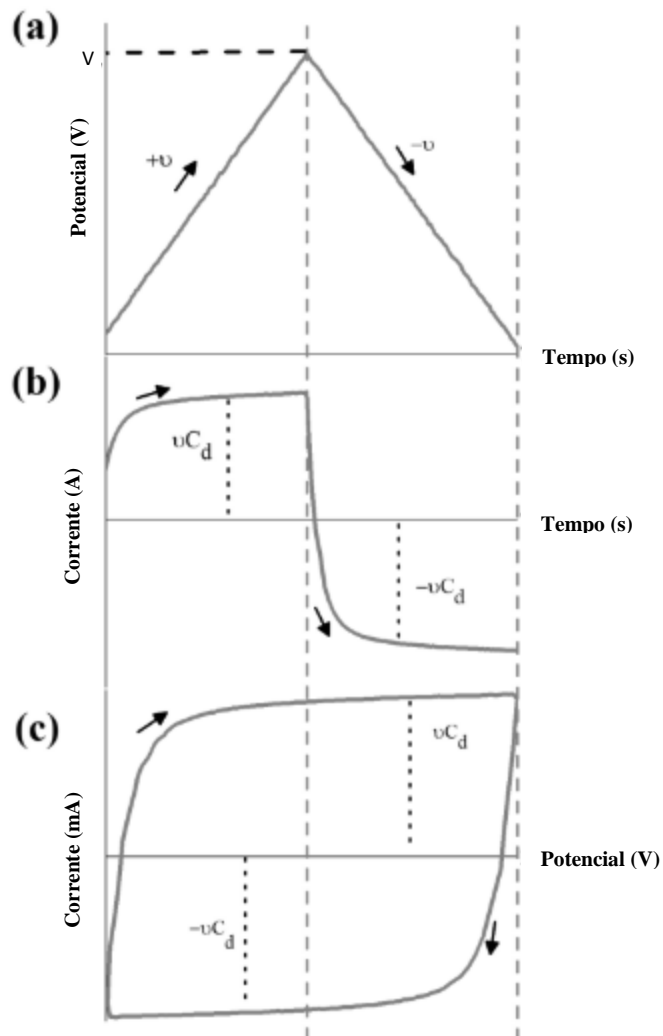 (a)
V
Potencial (V)
+υ
−υ
Tempo (s)
(b)
υC_d
Corrente (A)
Tempo (s)
−υC_d
(c)
υC_d
Corrente (mA)
Potencial (V)
−υC_d